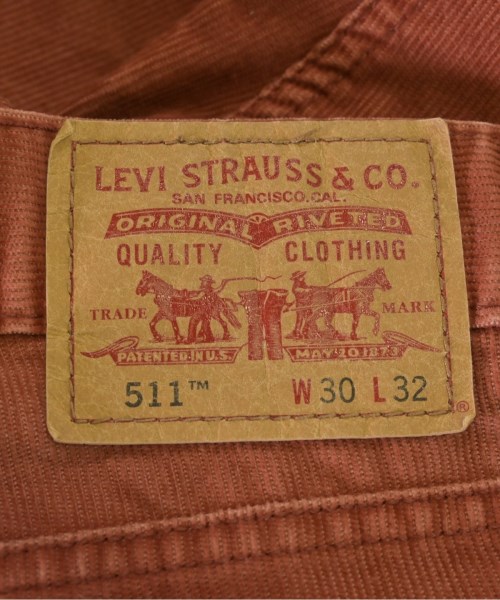 LEVI STRAUSS & CO.
SAN FRANCISCO, CAL.
ORIGINAL RIVETED
QUALITY CLOTHING
TRADE MARK
PATENTED IN U.S. MAY 20 1873
511™ W 30 L 32
®